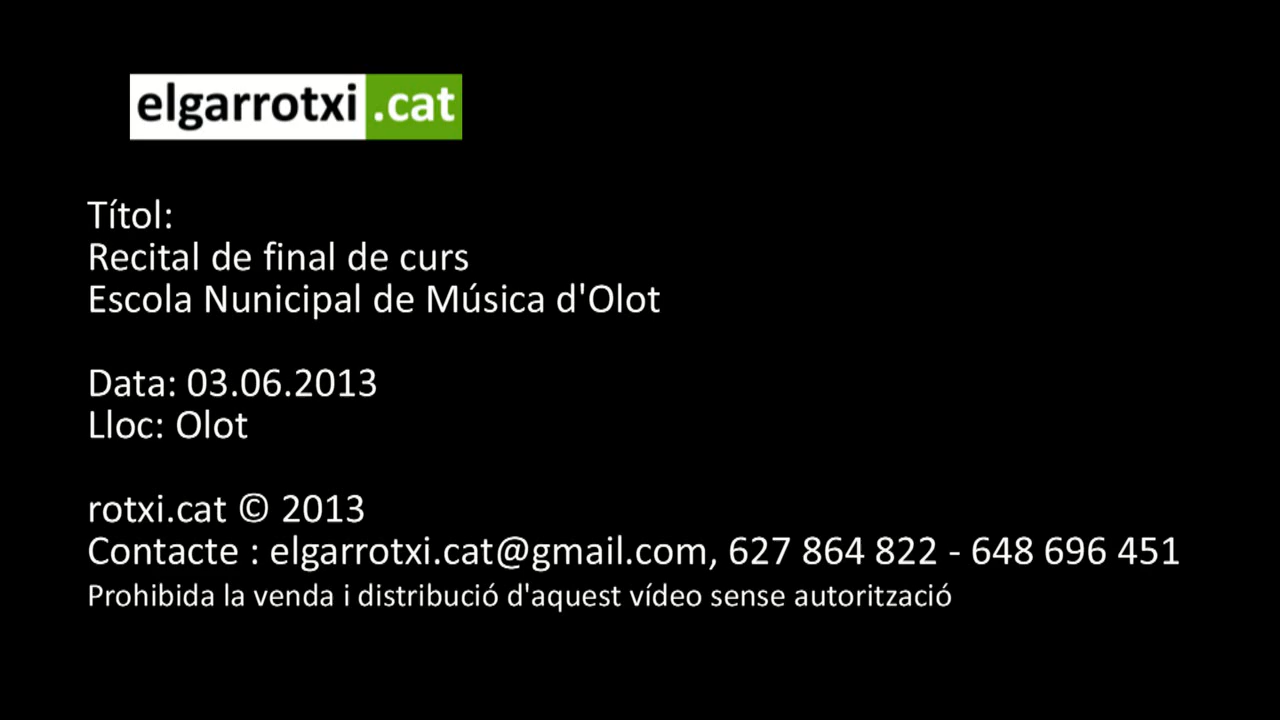 elgarrotxi.cat
Títol:
Recital de final de curs
Escola Nunicipal de Música d'Olot
Data: 03.06.2013
Lloc: Olot
rotxi.cat © 2013
Contacte : elgarrotxi.cat@gmail.com, 627 864 822 - 648 696 451
Prohibida la venda i distribució d'aquest vídeo sense autorització